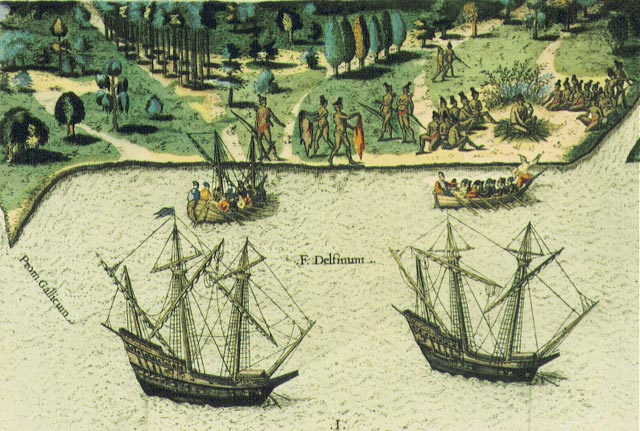 .F. Delfinum.
Prom Gallicum.
.I.